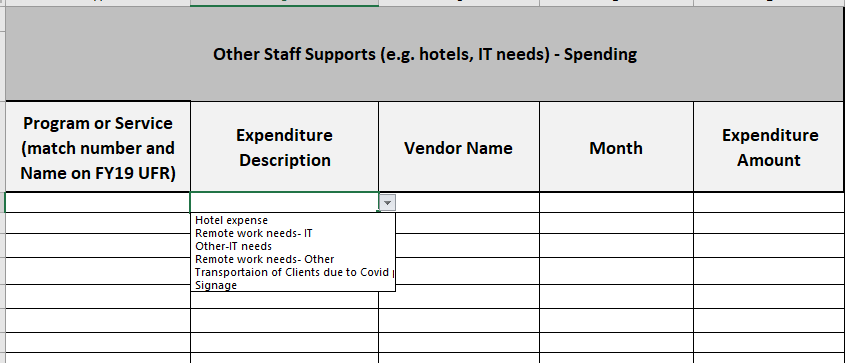 Other Staff Supports (e.g. hotels, IT needs) - Spending
Program or Service
(match number and
Name on FY19 UFR)
Expenditure
Description
Vendor Name
Month
Expenditure
Amount
Hotel expense
Remote work needs- IT
Other-IT needs
Remote work needs- Other
Transportaion of Clients due to Covid
Signage